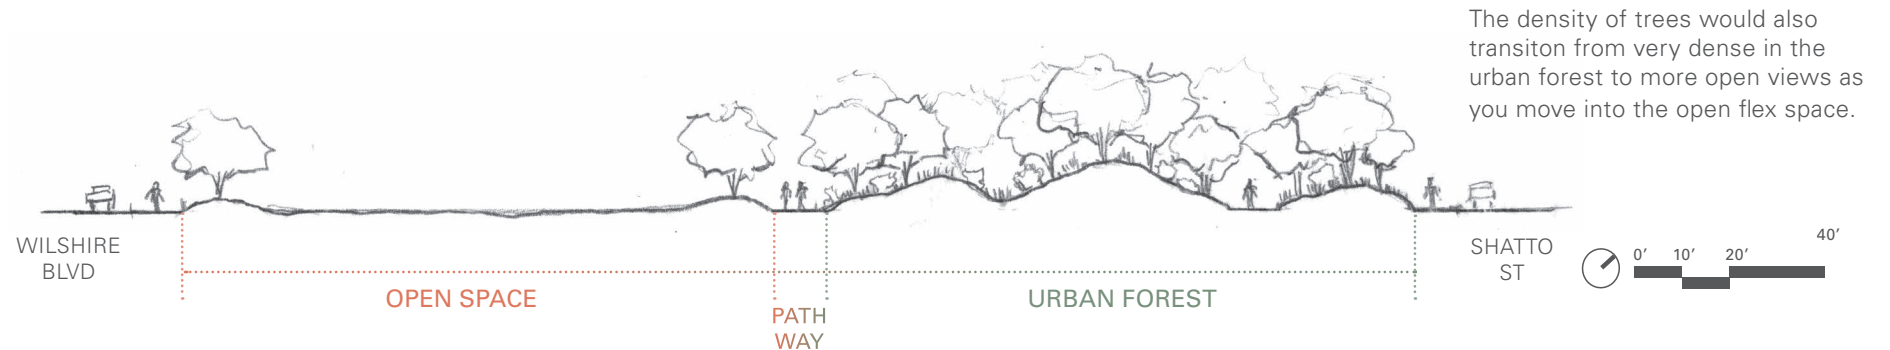 The density of trees would also
transiton from very dense in the
urban forest to more open views as
you move into the open flex space.
WILSHIRE
BLVD
OPEN SPACE
PATH
WAY
URBAN FOREST
SHATTO
ST
0' 10' 20' 40'